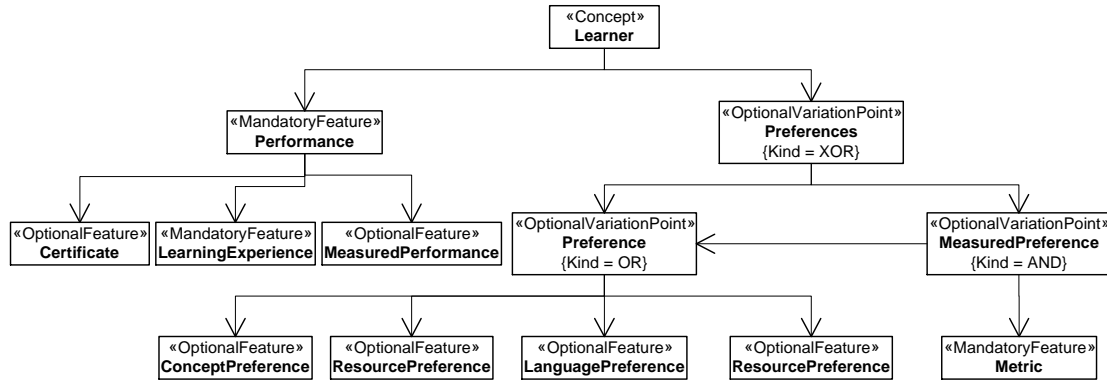 «Concept»
Learner
«MandatoryFeature»
Performance
«OptionalVariationPoint»
Preferences
{Kind = XOR}
«OptionalFeature»
Certificate
«MandatoryFeature»
LearningExperience
«OptionalFeature»
MeasuredPerformance
«OptionalVariationPoint»
Preference
{Kind = OR}
«OptionalVariationPoint»
MeasuredPreference
{Kind = AND}
«OptionalFeature»
ConceptPreference
«OptionalFeature»
ResourcePreference
«OptionalFeature»
LanguagePreference
«OptionalFeature»
ResourcePreference
«MandatoryFeature»
Metric